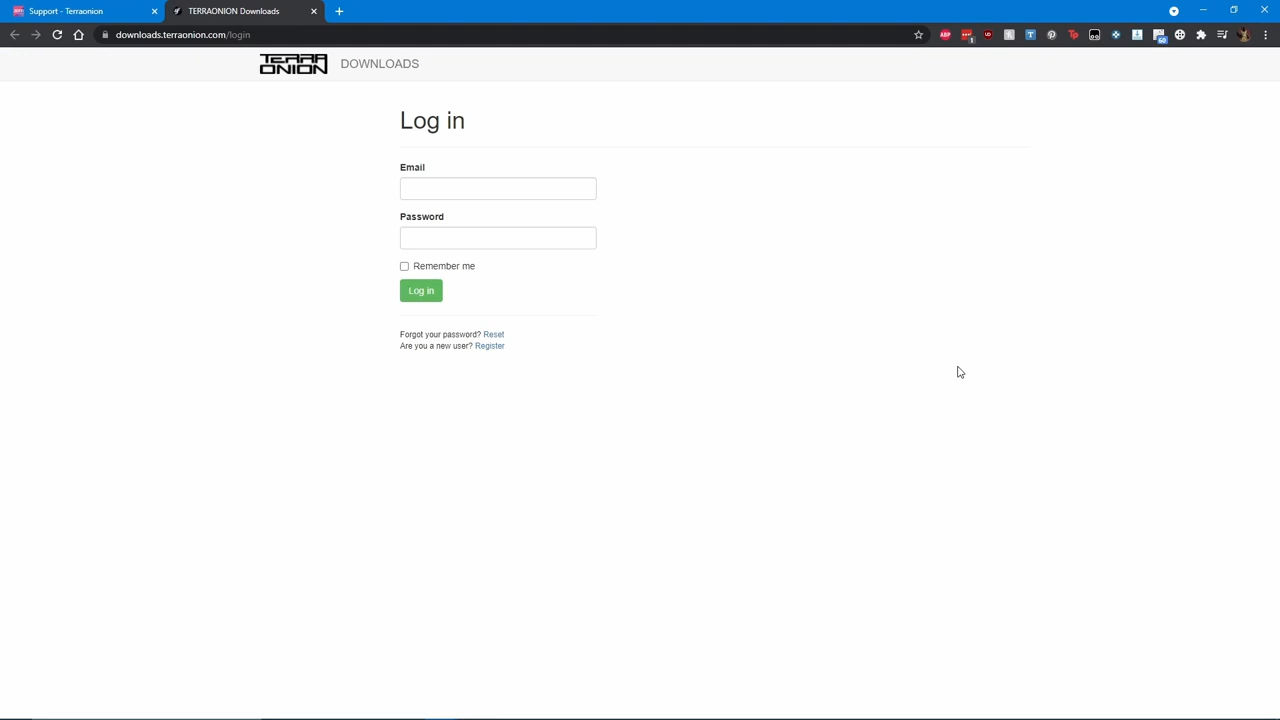 Support - Terraonion
TERRAONION Downloads
downloads.terraonion.com/login
TERRA ONION
DOWNLOADS
Log in
Email
Password
Remember me
Log in
Forgot your password? Reset
Are you a new user? Register